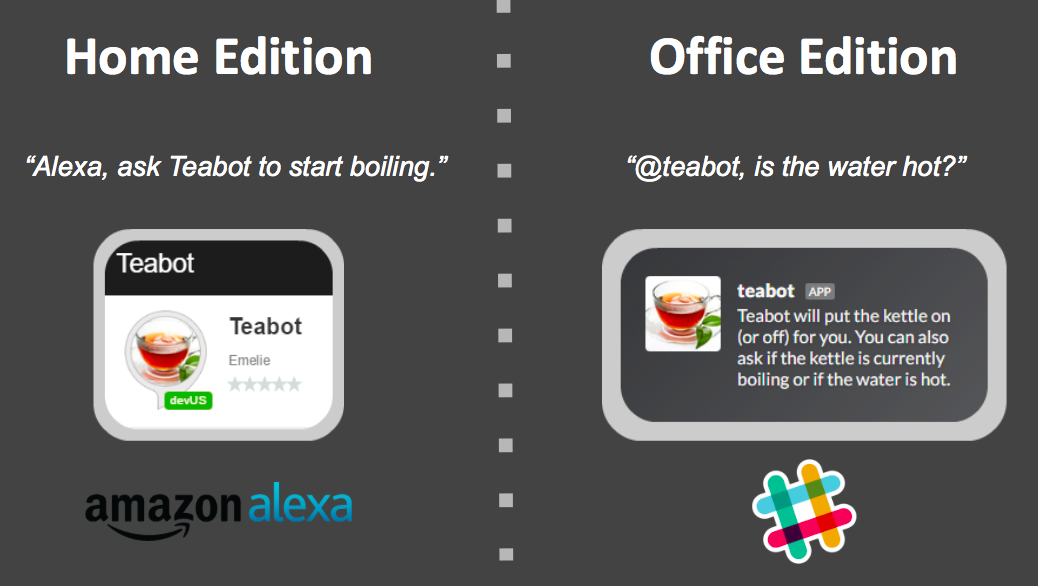 Home Edition
“Alexa, ask Teabot to start boiling.”
Teabot
Teabot
Emelie
devUS
amazon alexa
Office Edition
“@teabot, is the water hot?”
teabot APP
Teabot will put the kettle on
(or off) for you. You can also
ask if the kettle is currently
boiling or if the water is hot.